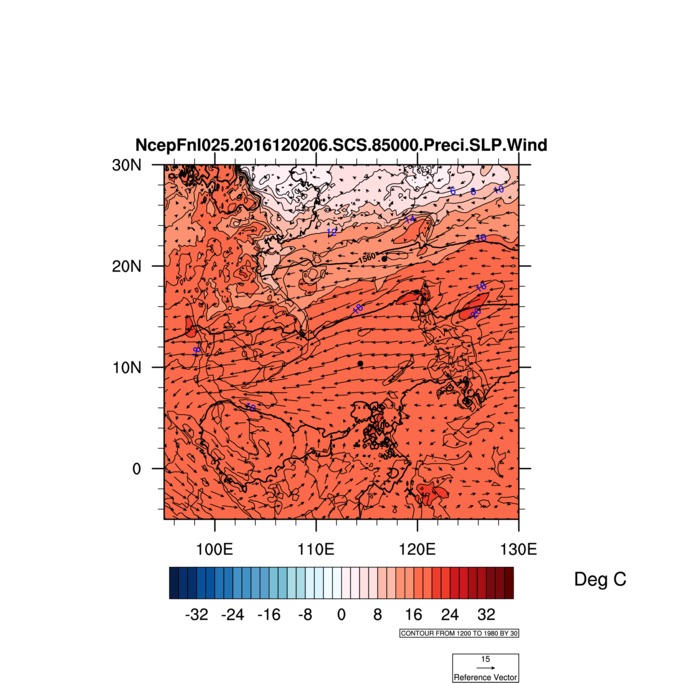 NcepFnl025.2016120206.SCS.85000.Preci.SLP.Wind
30N
20N
10N
0
100E 110E 120E 130E
1560
-32 -24 -16 -8 0 8 16 24 32
Deg C
CONTOUR FROM 1200 TO 1980 BY 30
15
Reference Vector